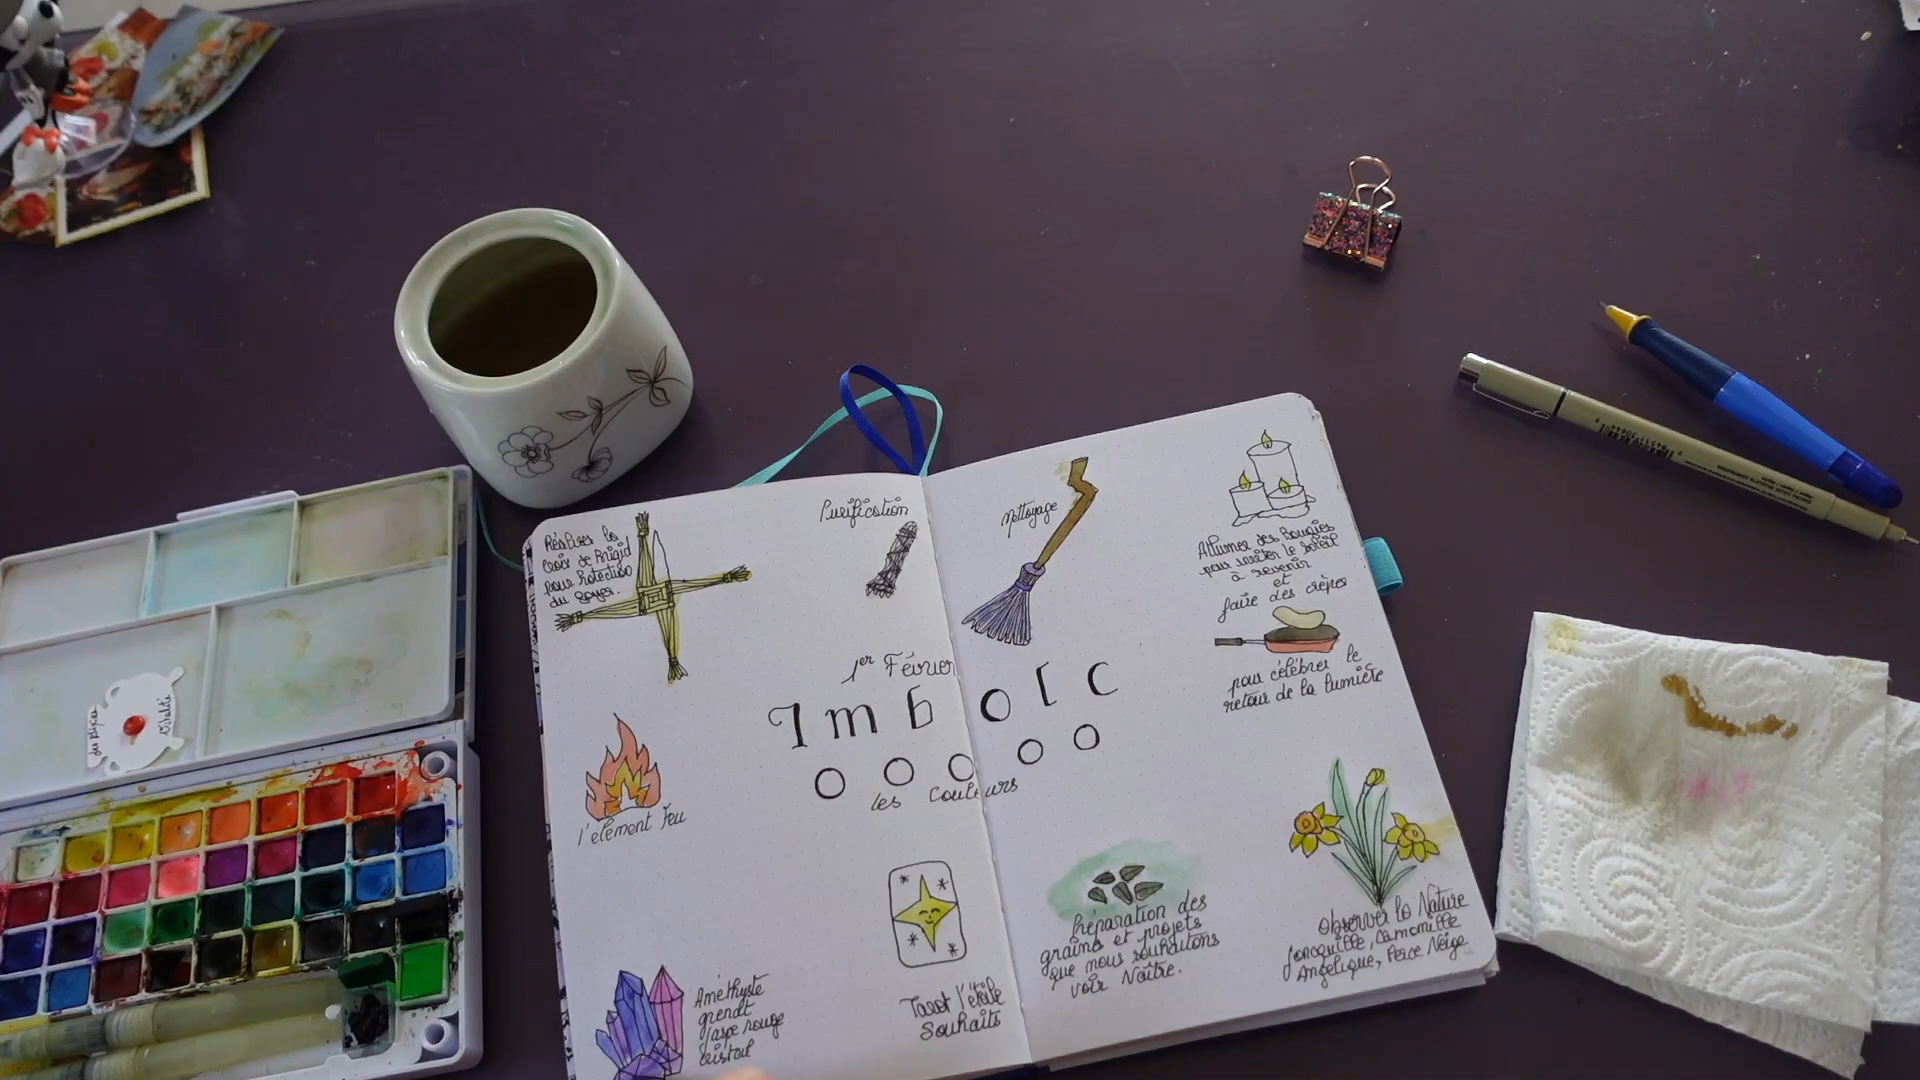 Réaliser la
Croix de Brigid
pour Protection
du Foyer.
Purification
Nettoyage
Allumer des Bougies
pour inviter le soleil
à revenir
et
faire des crêpes
pour célébrer le
retour de la lumière
1er Février
Imbolc
les Couleurs
l'élément Feu
Améthyste
grenat
jaspe rouge
cristal
Tarot l'étoile
Souhaits
Préparation des
grains et projets
que nous souhaitons
voir Naître.
Observer la Nature
Jonquille, Camomille
Angélique, Perce Neige